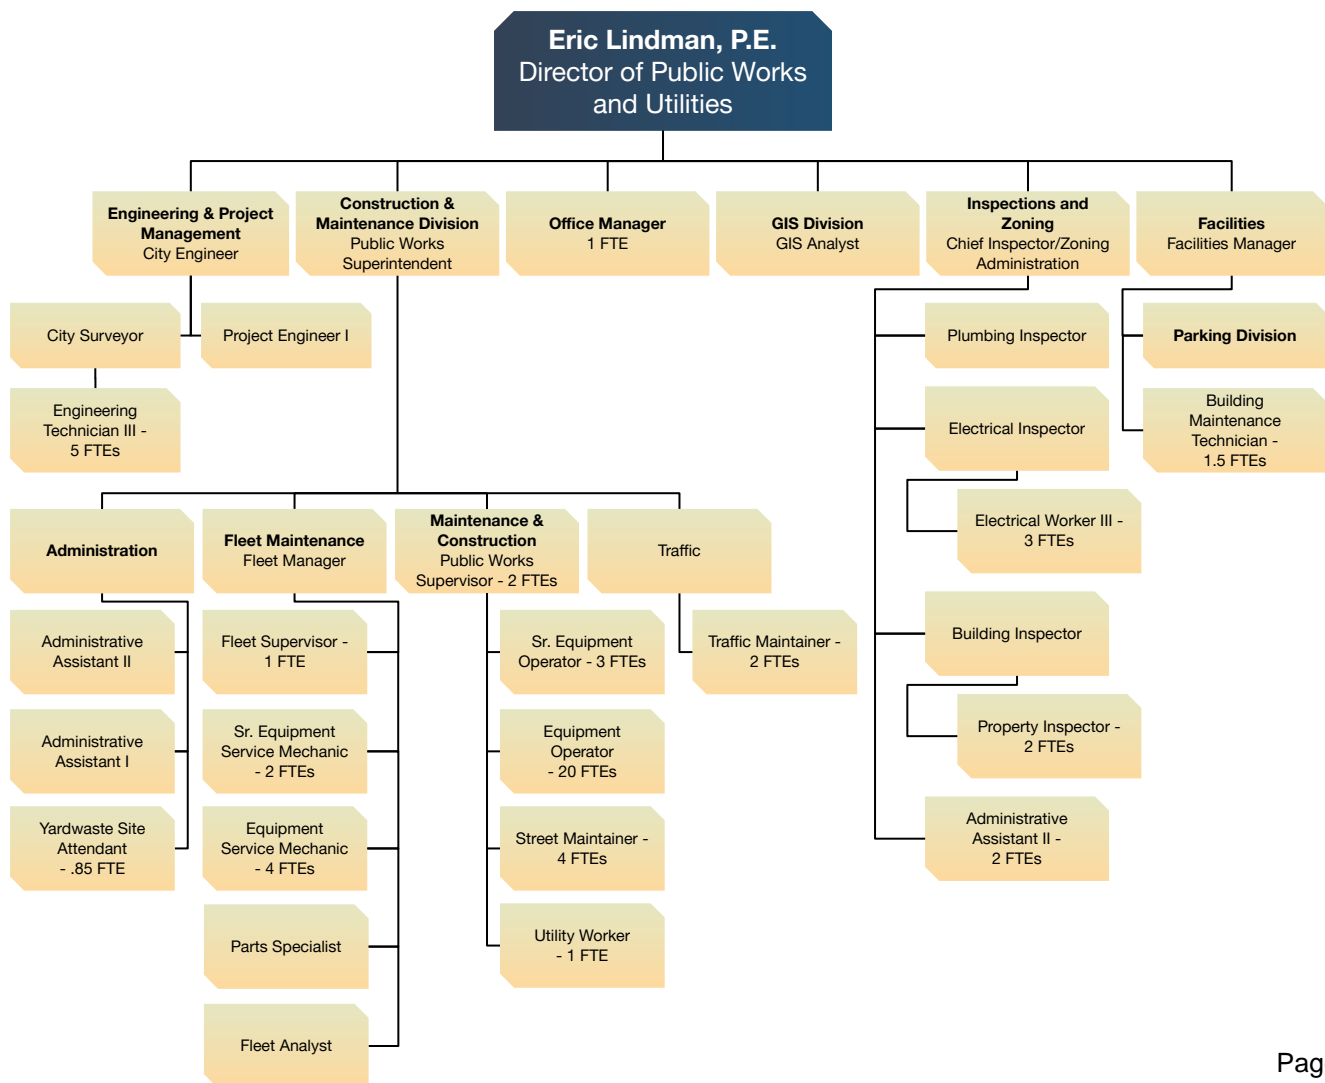 Eric Lindman, P.E.
Director of Public Works
and Utilities
Engineering & Project
Management
City Engineer
Construction &
Maintenance Division
Public Works
Superintendent
Office Manager
1 FTE
GIS Division
GIS Analyst
Inspections and
Zoning
Chief Inspector/Zoning
Administration
Facilities
Facilities Manager
City Surveyor
Project Engineer I
Engineering
Technician III -
5 FTEs
Plumbing Inspector
Electrical Inspector
Electrical Worker III -
3 FTEs
Building Inspector
Property Inspector -
2 FTEs
Administrative
Assistant II -
2 FTEs
Parking Division
Building
Maintenance
Technician -
1.5 FTEs
Administration
Administrative
Assistant II
Administrative
Assistant I
Yardwaste Site
Attendant
- .85 FTE
Fleet Maintenance
Fleet Manager
Fleet Supervisor -
1 FTE
Sr. Equipment
Service Mechanic
- 2 FTEs
Equipment
Service Mechanic
- 4 FTEs
Parts Specialist
Fleet Analyst
Maintenance &
Construction
Public Works
Supervisor - 2 FTEs
Sr. Equipment
Operator - 3 FTEs
Equipment
Operator
- 20 FTEs
Street Maintainer -
4 FTEs
Utility Worker
- 1 FTE
Traffic
Traffic Maintainer -
2 FTEs
Pag